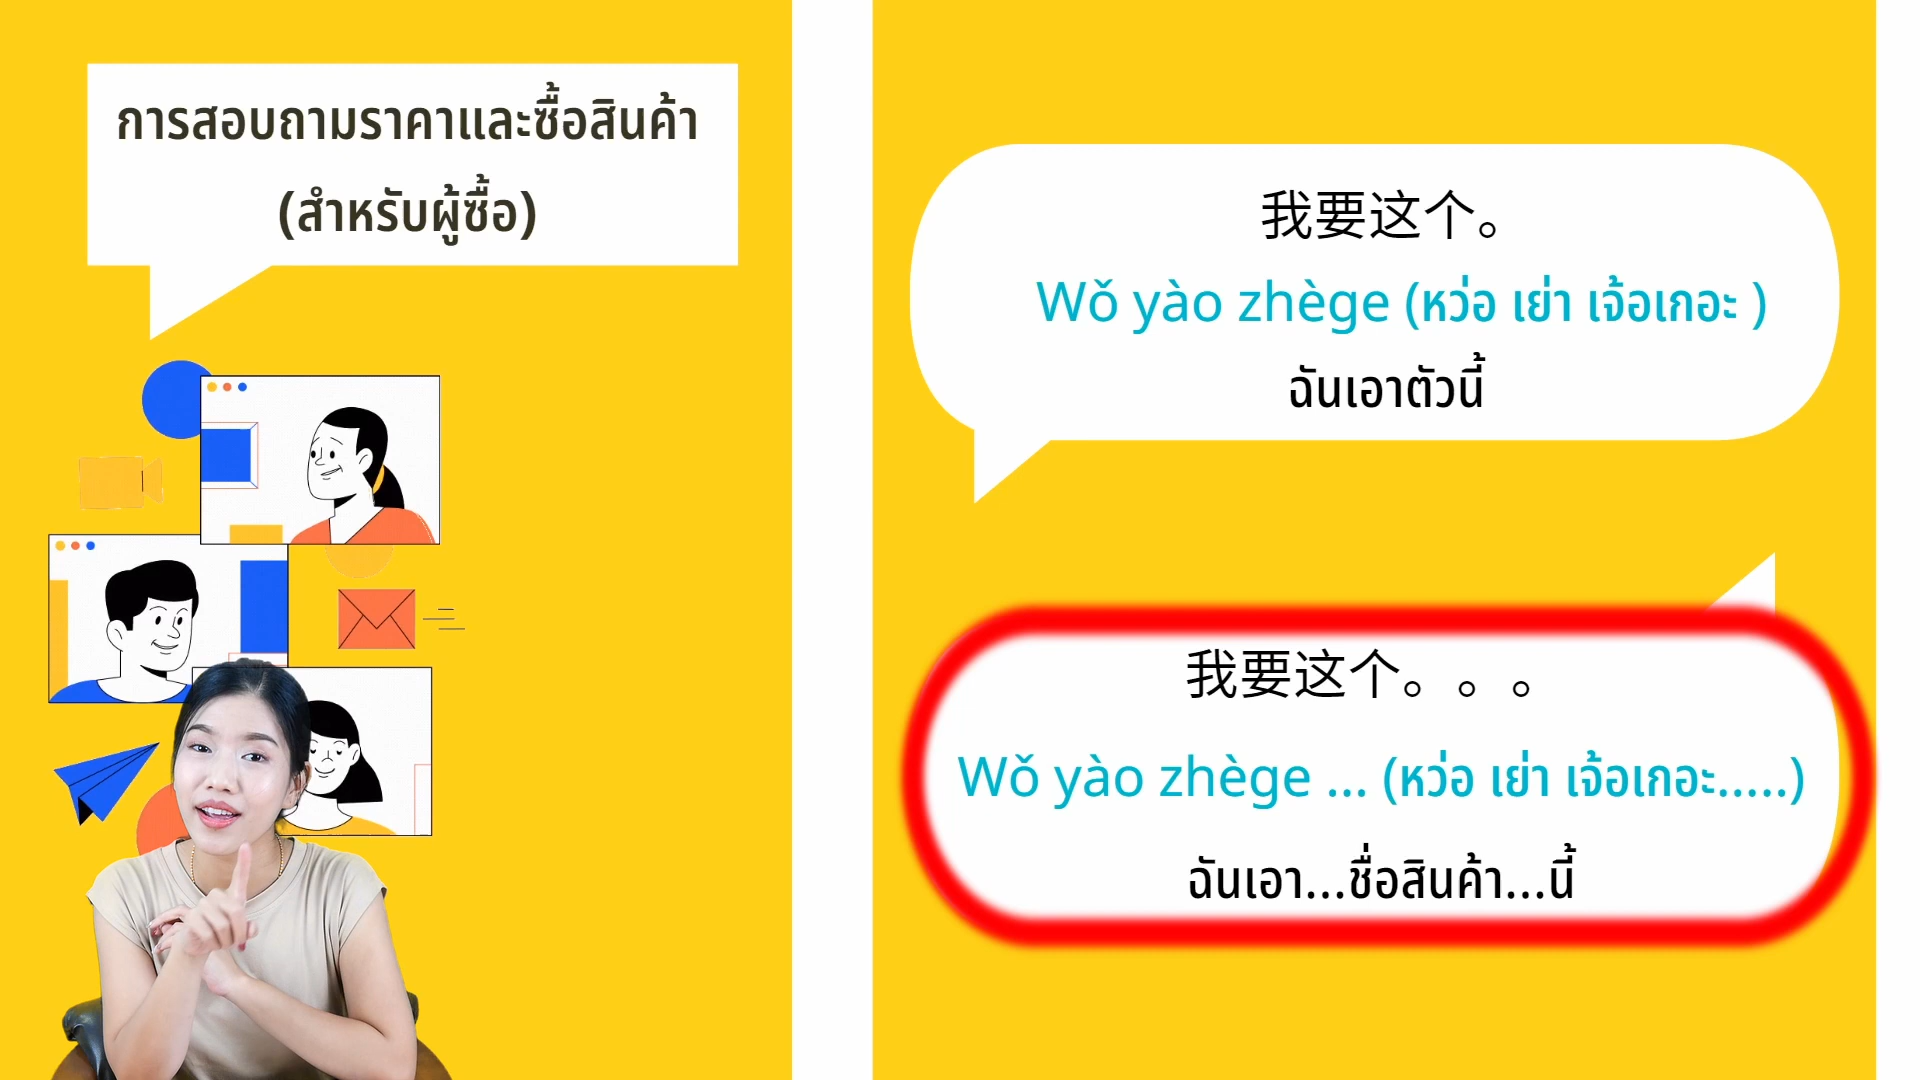 การสอบถามราคาและซื้อสินค้า
(สำหรับผู้ซื้อ)
我要这个。
Wǒ yào zhège (หว่อ เย่า เจ้อเกอะ )
ฉันเอาตัวนี้
我要这个。。。
Wǒ yào zhège ... (หว่อ เย่า เจ้อเกอะ.....)
ฉันเอา...ชื่อสินค้า...นี้